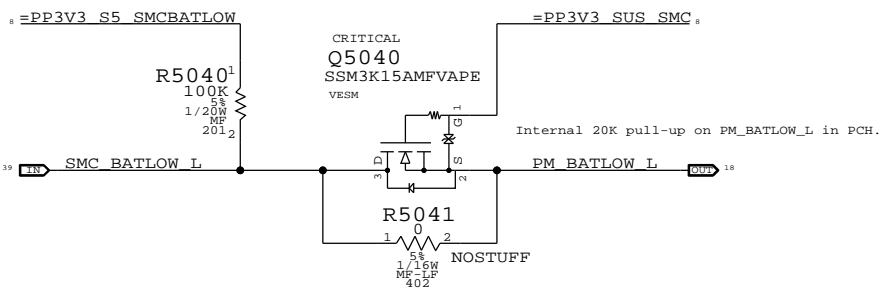 8 =PP3V3_S5_SMCBATLOW
=PP3V3_SUS_SMC 8
CRITICAL
Q5040
SSM3K15AMFVAPE
VESM
R5040 1
100K
5%
1/20W
MF
201 2
G 1
Internal 20K pull-up on PM_BATLOW_L in PCH.
39 IN SMC_BATLOW_L
3 D
S 2
PM_BATLOW_L OUT 18
R5041
0
1 2
5%
1/16W
MF-LF
402
NOSTUFF